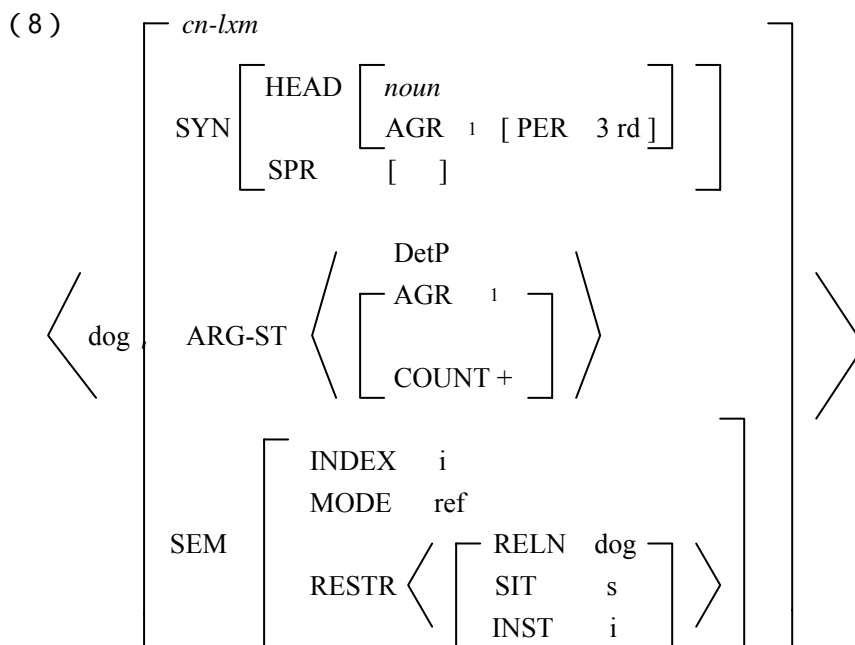 (8)
cn-lxm
HEAD noun
SYN AGR 1 [ PER 3 rd ]
SPR [ ]
DetP
AGR 1
dog , ARG-ST
COUNT +
INDEX i
MODE ref
SEM RELN dog
RESTR SIT s
INST i